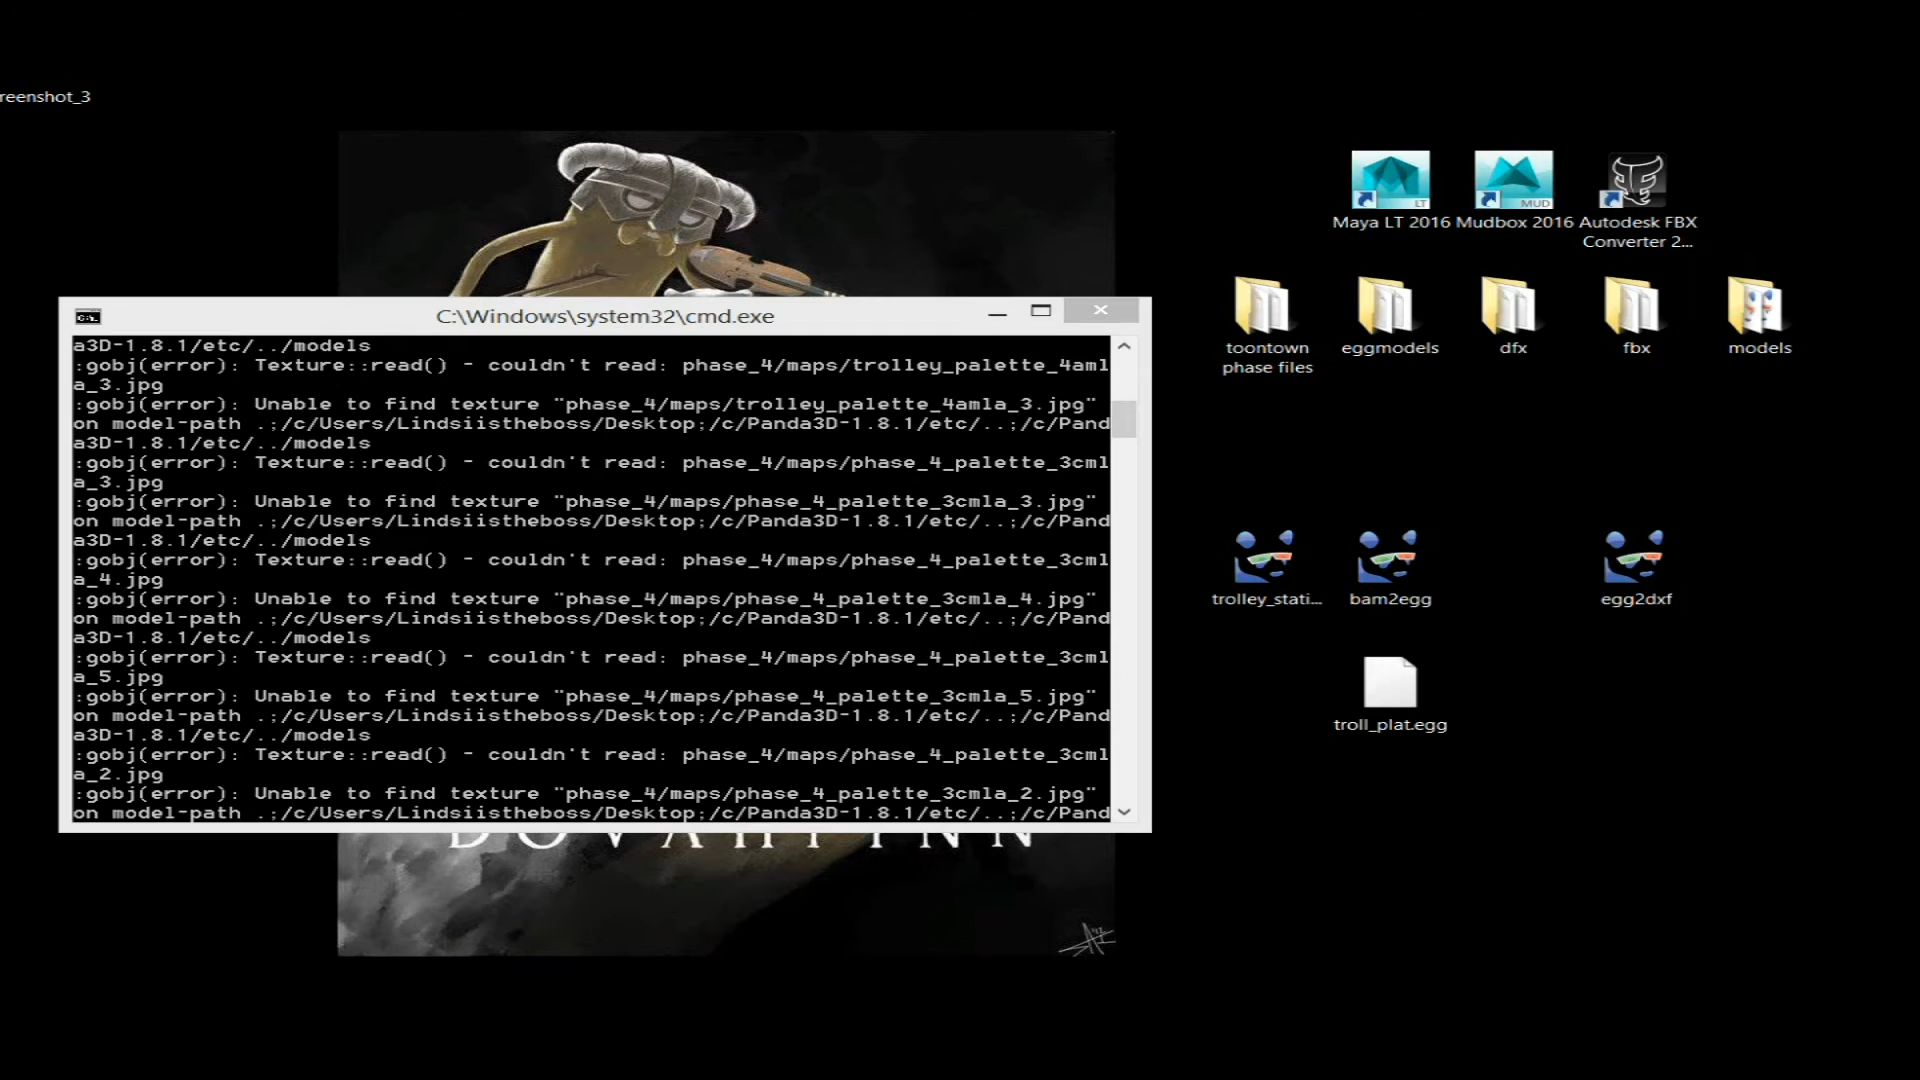 reenshot_3
LT
MUD
Maya LT 2016
Mudbox 2016
Autodesk FBX
Converter 2...
toontown
phase files
eggmodels
dfx
fbx
models
C:\Windows\system32\cmd.exe
a3D-1.8.1/etc/../models
:gobj(error): Texture::read() - couldn't read: phase_4/maps/trolley_palette_4aml
a_3.jpg
:gobj(error): Unable to find texture "phase_4/maps/trolley_palette_4amla_3.jpg"
on model-path .;/c/Users/Lindsiistheboss/Desktop;/c/Panda3D-1.8.1/etc/..;/c/Pand
a3D-1.8.1/etc/../models
:gobj(error): Texture::read() - couldn't read: phase_4/maps/phase_4_palette_3cml
a_3.jpg
:gobj(error): Unable to find texture "phase_4/maps/phase_4_palette_3cmla_3.jpg"
on model-path .;/c/Users/Lindsiistheboss/Desktop;/c/Panda3D-1.8.1/etc/..;/c/Pand
a3D-1.8.1/etc/../models
:gobj(error): Texture::read() - couldn't read: phase_4/maps/phase_4_palette_3cml
a_4.jpg
:gobj(error): Unable to find texture "phase_4/maps/phase_4_palette_3cmla_4.jpg"
on model-path .;/c/Users/Lindsiistheboss/Desktop;/c/Panda3D-1.8.1/etc/..;/c/Pand
a3D-1.8.1/etc/../models
:gobj(error): Texture::read() - couldn't read: phase_4/maps/phase_4_palette_3cml
a_5.jpg
:gobj(error): Unable to find texture "phase_4/maps/phase_4_palette_3cmla_5.jpg"
on model-path .;/c/Users/Lindsiistheboss/Desktop;/c/Panda3D-1.8.1/etc/..;/c/Pand
a3D-1.8.1/etc/../models
:gobj(error): Texture::read() - couldn't read: phase_4/maps/phase_4_palette_3cml
a_2.jpg
:gobj(error): Unable to find texture "phase_4/maps/phase_4_palette_3cmla_2.jpg"
on model-path .;/c/Users/Lindsiistheboss/Desktop;/c/Panda3D-1.8.1/etc/..;/c/Pand
trolley_stati...
bam2egg
egg2dxf
troll_plat.egg